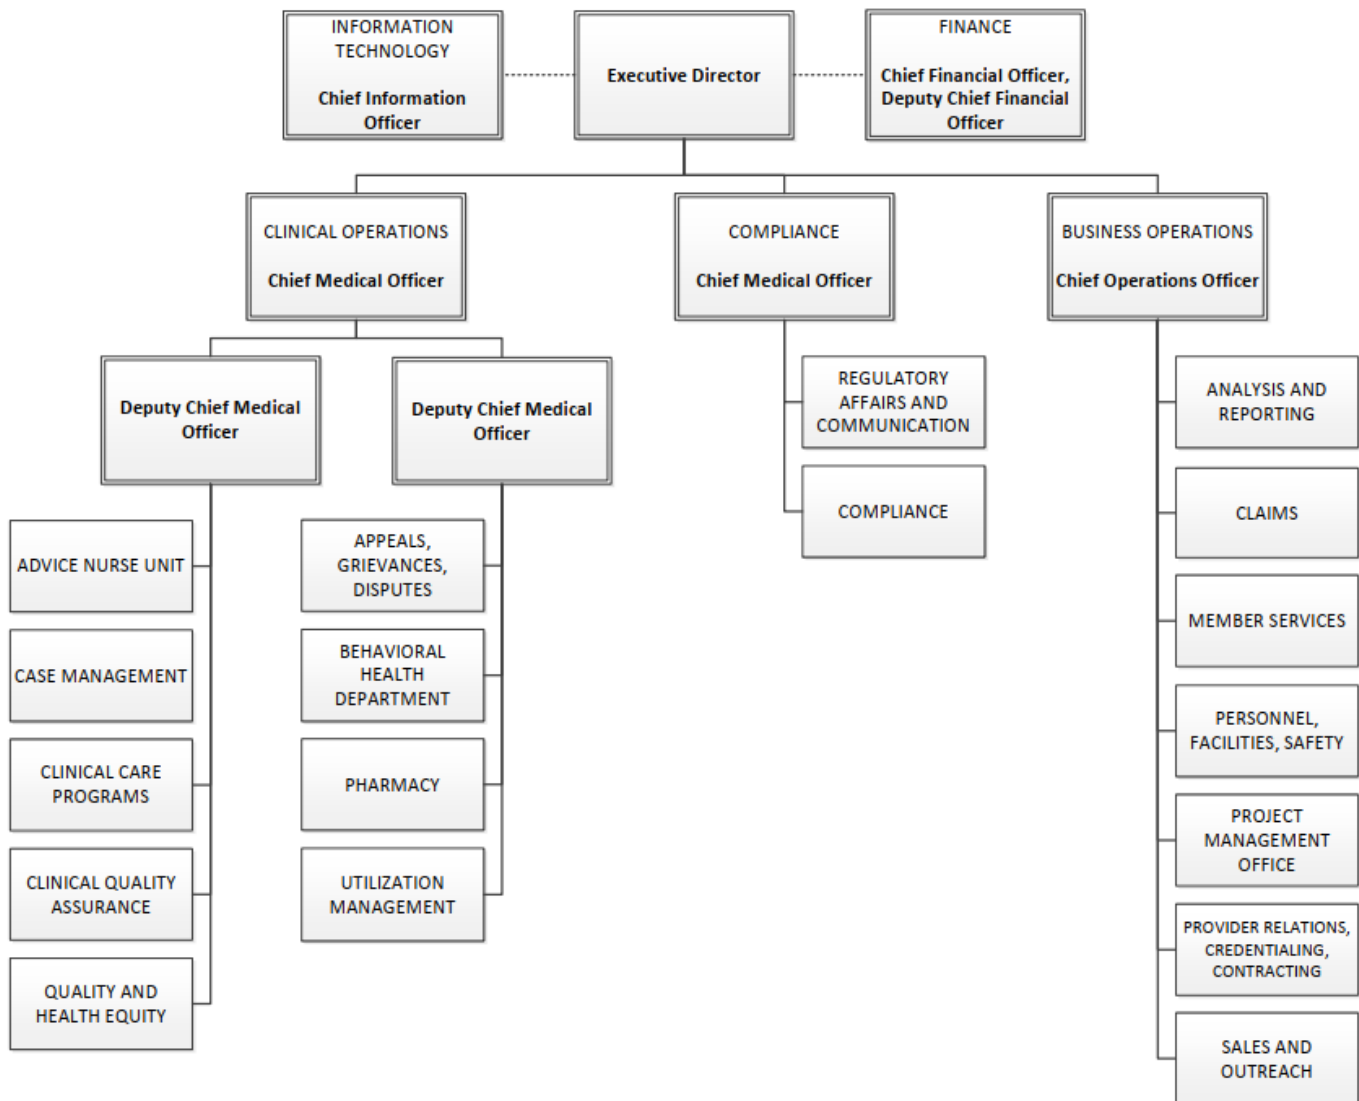 INFORMATION
TECHNOLOGY
Chief Information
Officer
Executive Director
FINANCE
Chief Financial Officer,
Deputy Chief Financial
Officer
CLINICAL OPERATIONS
Chief Medical Officer
COMPLIANCE
Chief Medical Officer
BUSINESS OPERATIONS
Chief Operations Officer
Deputy Chief Medical
Officer
Deputy Chief Medical
Officer
REGULATORY
AFFAIRS AND
COMMUNICATION
COMPLIANCE
ANALYSIS AND
REPORTING
CLAIMS
MEMBER SERVICES
PERSONNEL,
FACILITIES, SAFETY
PROJECT
MANAGEMENT
OFFICE
PROVIDER RELATIONS,
CREDENTIALING,
CONTRACTING
SALES AND
OUTREACH
ADVICE NURSE UNIT
CASE MANAGEMENT
CLINICAL CARE
PROGRAMS
CLINICAL QUALITY
ASSURANCE
QUALITY AND
HEALTH EQUITY
APPEALS,
GRIEVANCES,
DISPUTES
BEHAVIORAL
HEALTH
DEPARTMENT
PHARMACY
UTILIZATION
MANAGEMENT